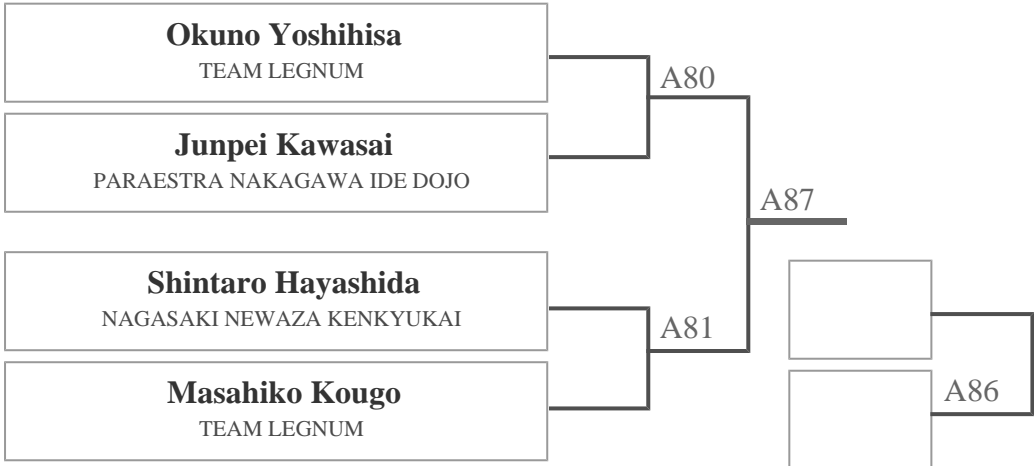 Okuno Yoshihisa
TEAM LEGNUM
A80
Junpei Kawasai
PARAESTRA NAKAGAWA IDE DOJO
A87
Shintaro Hayashida
NAGASAKI NEWAZA KENKYUKAI
A81
Masahiko Kougo
TEAM LEGNUM
A86